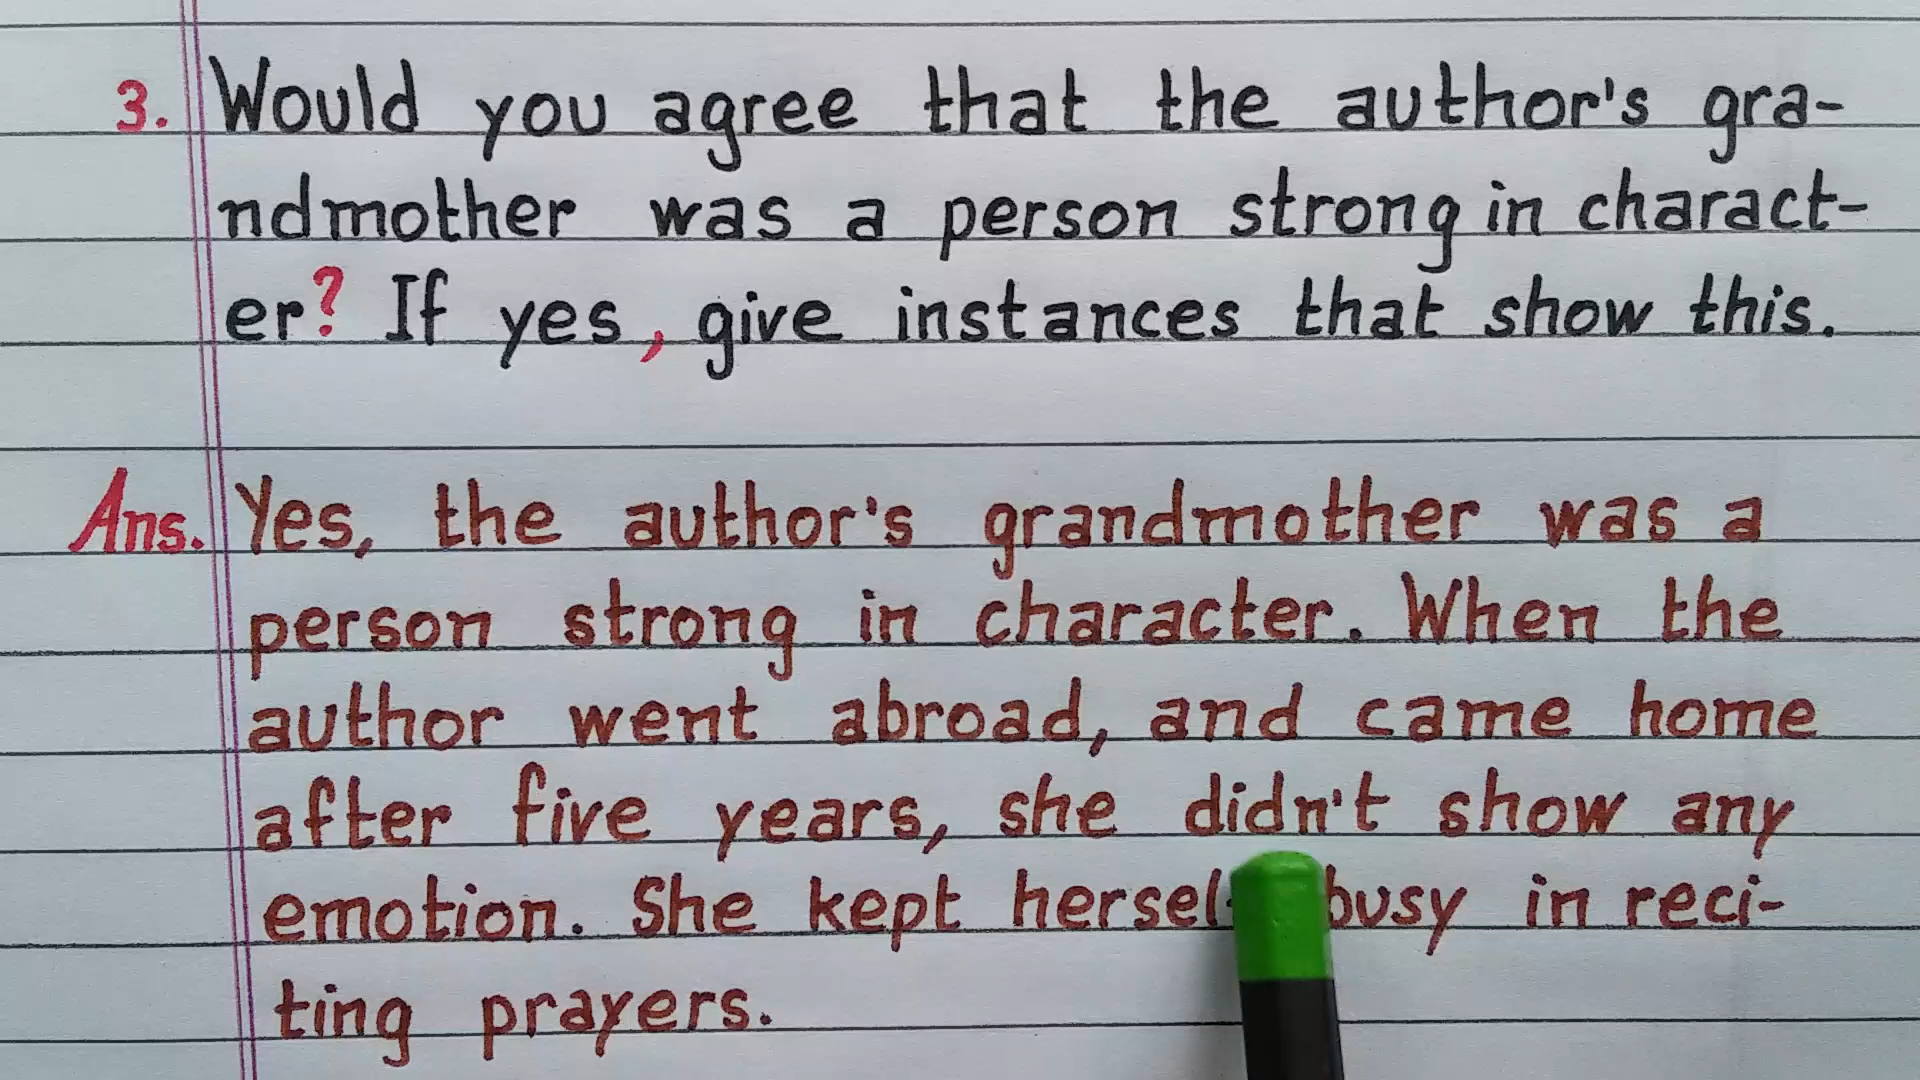 3. Would you agree that the author's gra-
ndmother was a person strong in charact-
er? If yes, give instances that show this.
Ans. Yes, the author's grandmother was a
person strong in character. When the
author went abroad, and came home
after five years, she didn't show any
emotion. She kept hersel busy in reci-
ting prayers.